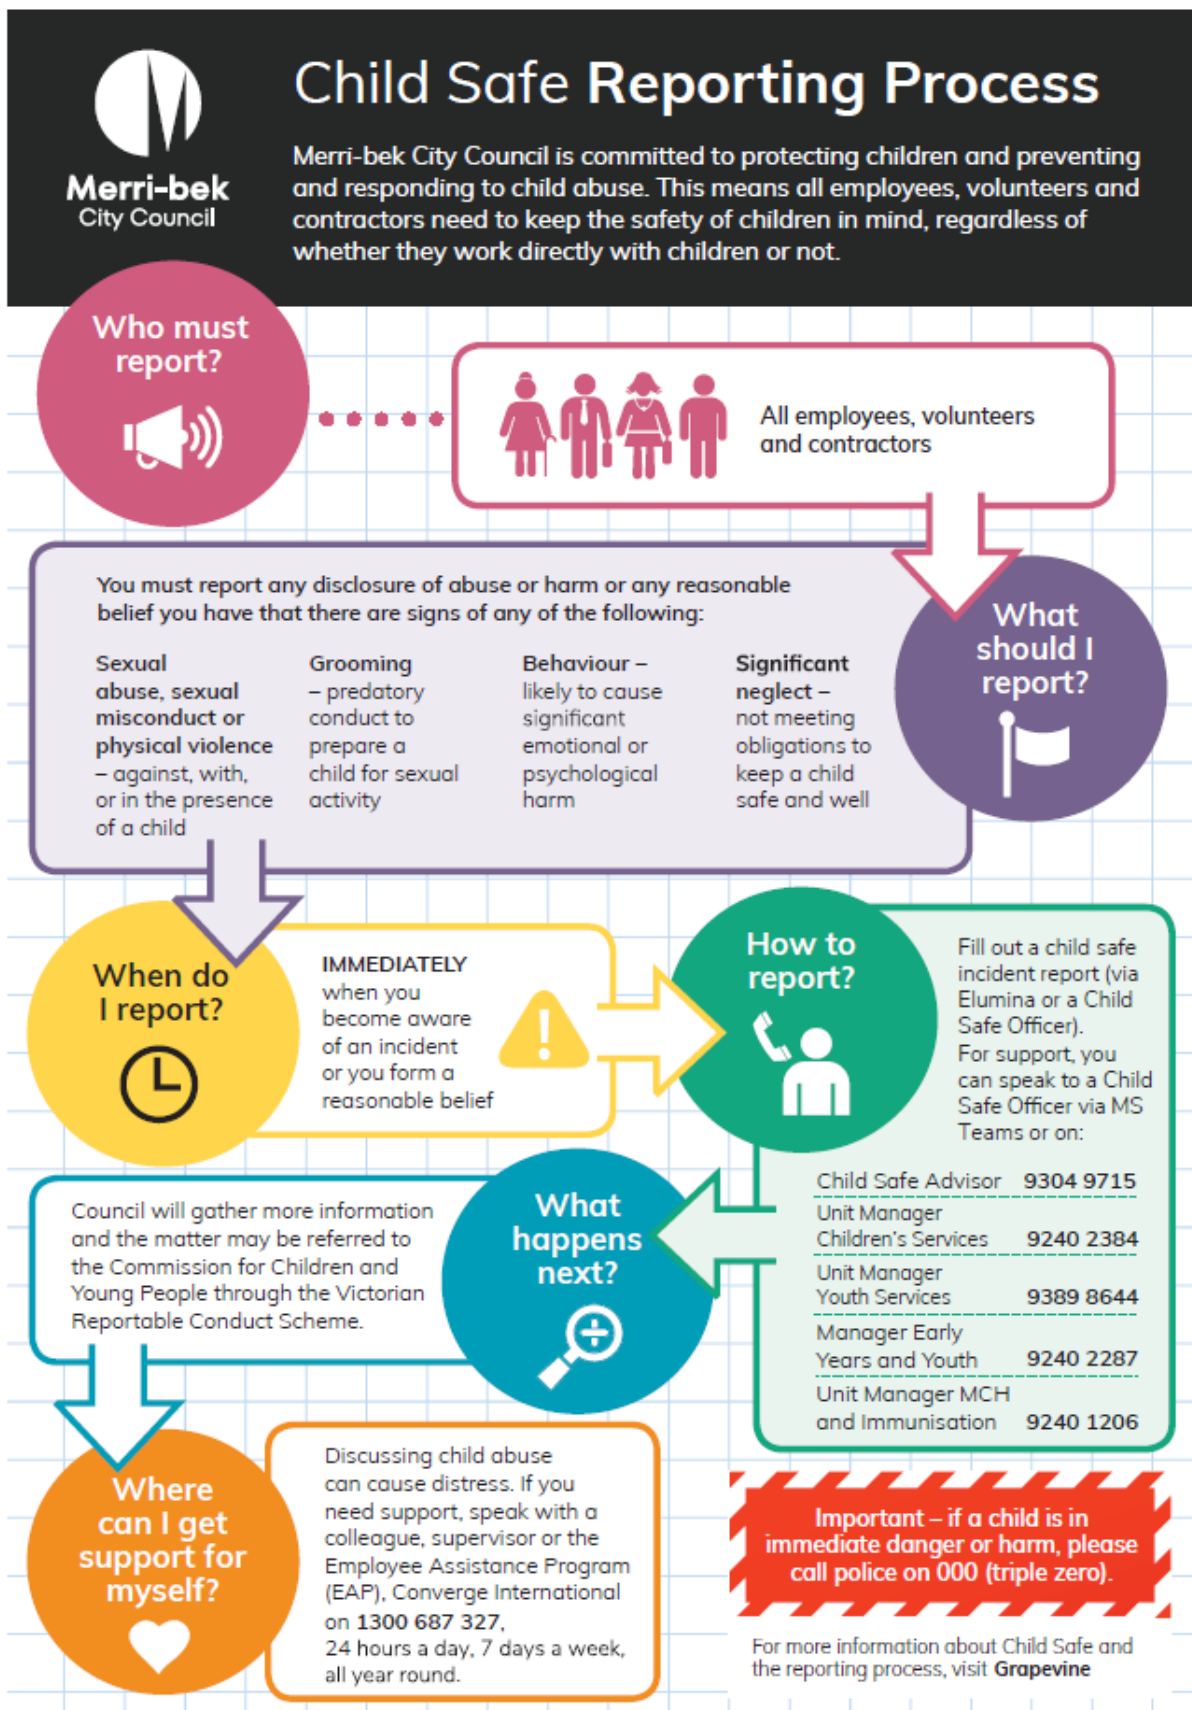 Merri-bek
City Council
Child Safe Reporting Process
Merri-bek City Council is committed to protecting children and preventing
and responding to child abuse. This means all employees, volunteers and
contractors need to keep the safety of children in mind, regardless of
whether they work directly with children or not.
Who must
report?
All employees, volunteers
and contractors
What
should I
report?
You must report any disclosure of abuse or harm or any reasonable
belief you have that there are signs of any of the following:
Sexual
abuse, sexual
misconduct or
physical violence
– against, with,
or in the presence
of a child
Grooming
– predatory
conduct to
prepare a
child for sexual
activity
Behaviour –
likely to cause
significant
emotional or
psychological
harm
Significant
neglect –
not meeting
obligations to
keep a child
safe and well
When do
I report?
IMMEDIATELY
when you
become aware
of an incident
or you form a
reasonable belief
How to
report?
Fill out a child safe
incident report (via
Elumina or a Child
Safe Officer).
For support, you
can speak to a Child
Safe Officer via MS
Teams or on:
Child Safe Advisor 9304 9715
Unit Manager
Children's Services 9240 2384
Unit Manager
Youth Services 9389 8644
Manager Early
Years and Youth 9240 2287
Unit Manager MCH
and Immunisation 9240 1206
What
happens
next?
Council will gather more information
and the matter may be referred to
the Commission for Children and
Young People through the Victorian
Reportable Conduct Scheme.
Where
can I get
support for
myself?
Discussing child abuse
can cause distress. If you
need support, speak with a
colleague, supervisor or the
Employee Assistance Program
(EAP), Converge International
on 1300 687 327,
24 hours a day, 7 days a week,
all year round.
Important – if a child is in
immediate danger or harm, please
call police on 000 (triple zero).
For more information about Child Safe and
the reporting process, visit Grapevine